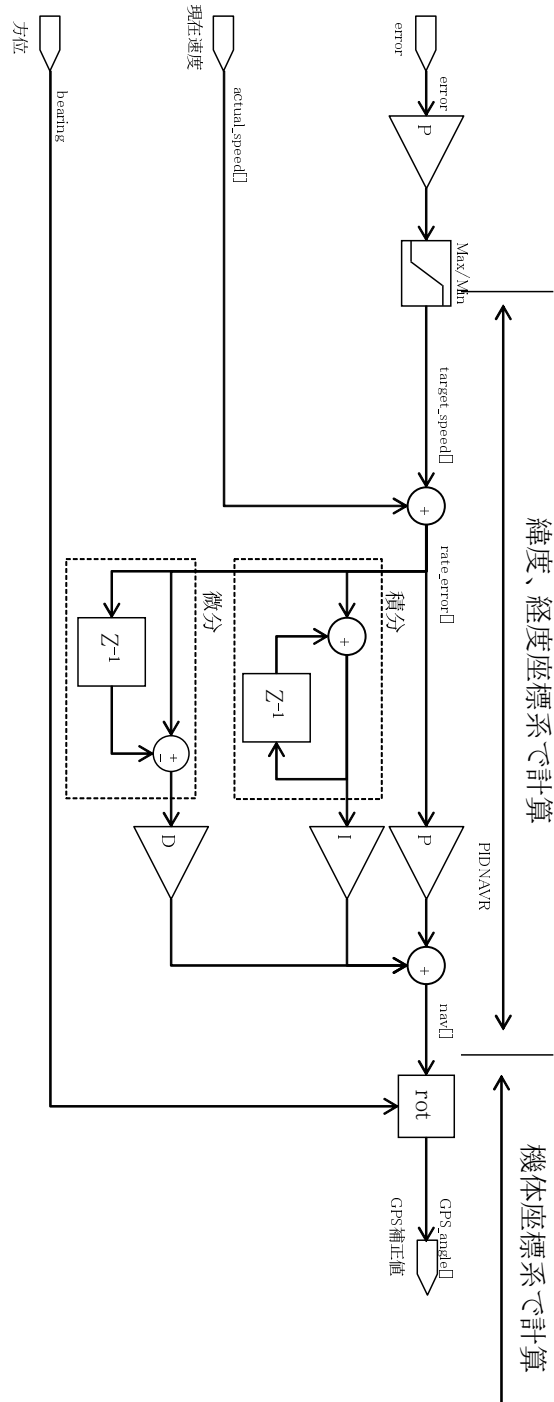 緯度、経度座標系で計算
機体座標系で計算
PIDNAVR
error
error
P
Max/Min
target_speed[]
+
rate_error[]
P
+
nav[]
rot
GPS_angle[]
GPS補正値
積分
+
Z-1
I
現在速度
actual_speed[]
微分
Z-1
+
−
D
方位
bearing